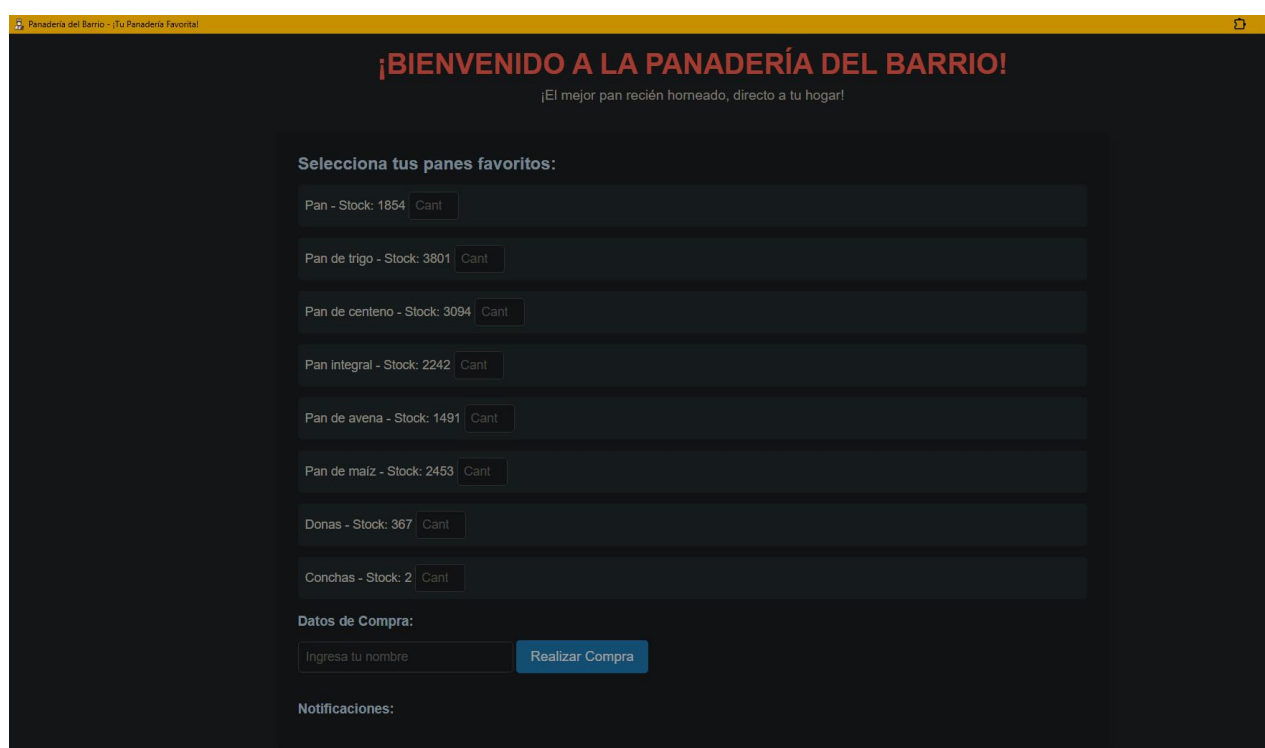 Panadería del Barrio - ¡Tu Panadería Favorita!
¡BIENVENIDO A LA PANADERÍA DEL BARRIO!
¡El mejor pan recién horneado, directo a tu hogar!
Selecciona tus panes favoritos:
Pan - Stock: 1854 Cant
Pan de trigo - Stock: 3801 Cant
Pan de centeno - Stock: 3094 Cant
Pan integral - Stock: 2242 Cant
Pan de avena - Stock: 1491 Cant
Pan de maíz - Stock: 2453 Cant
Donas - Stock: 367 Cant
Conchas - Stock: 2 Cant
Datos de Compra:
Ingresa tu nombre Realizar Compra
Notificaciones: